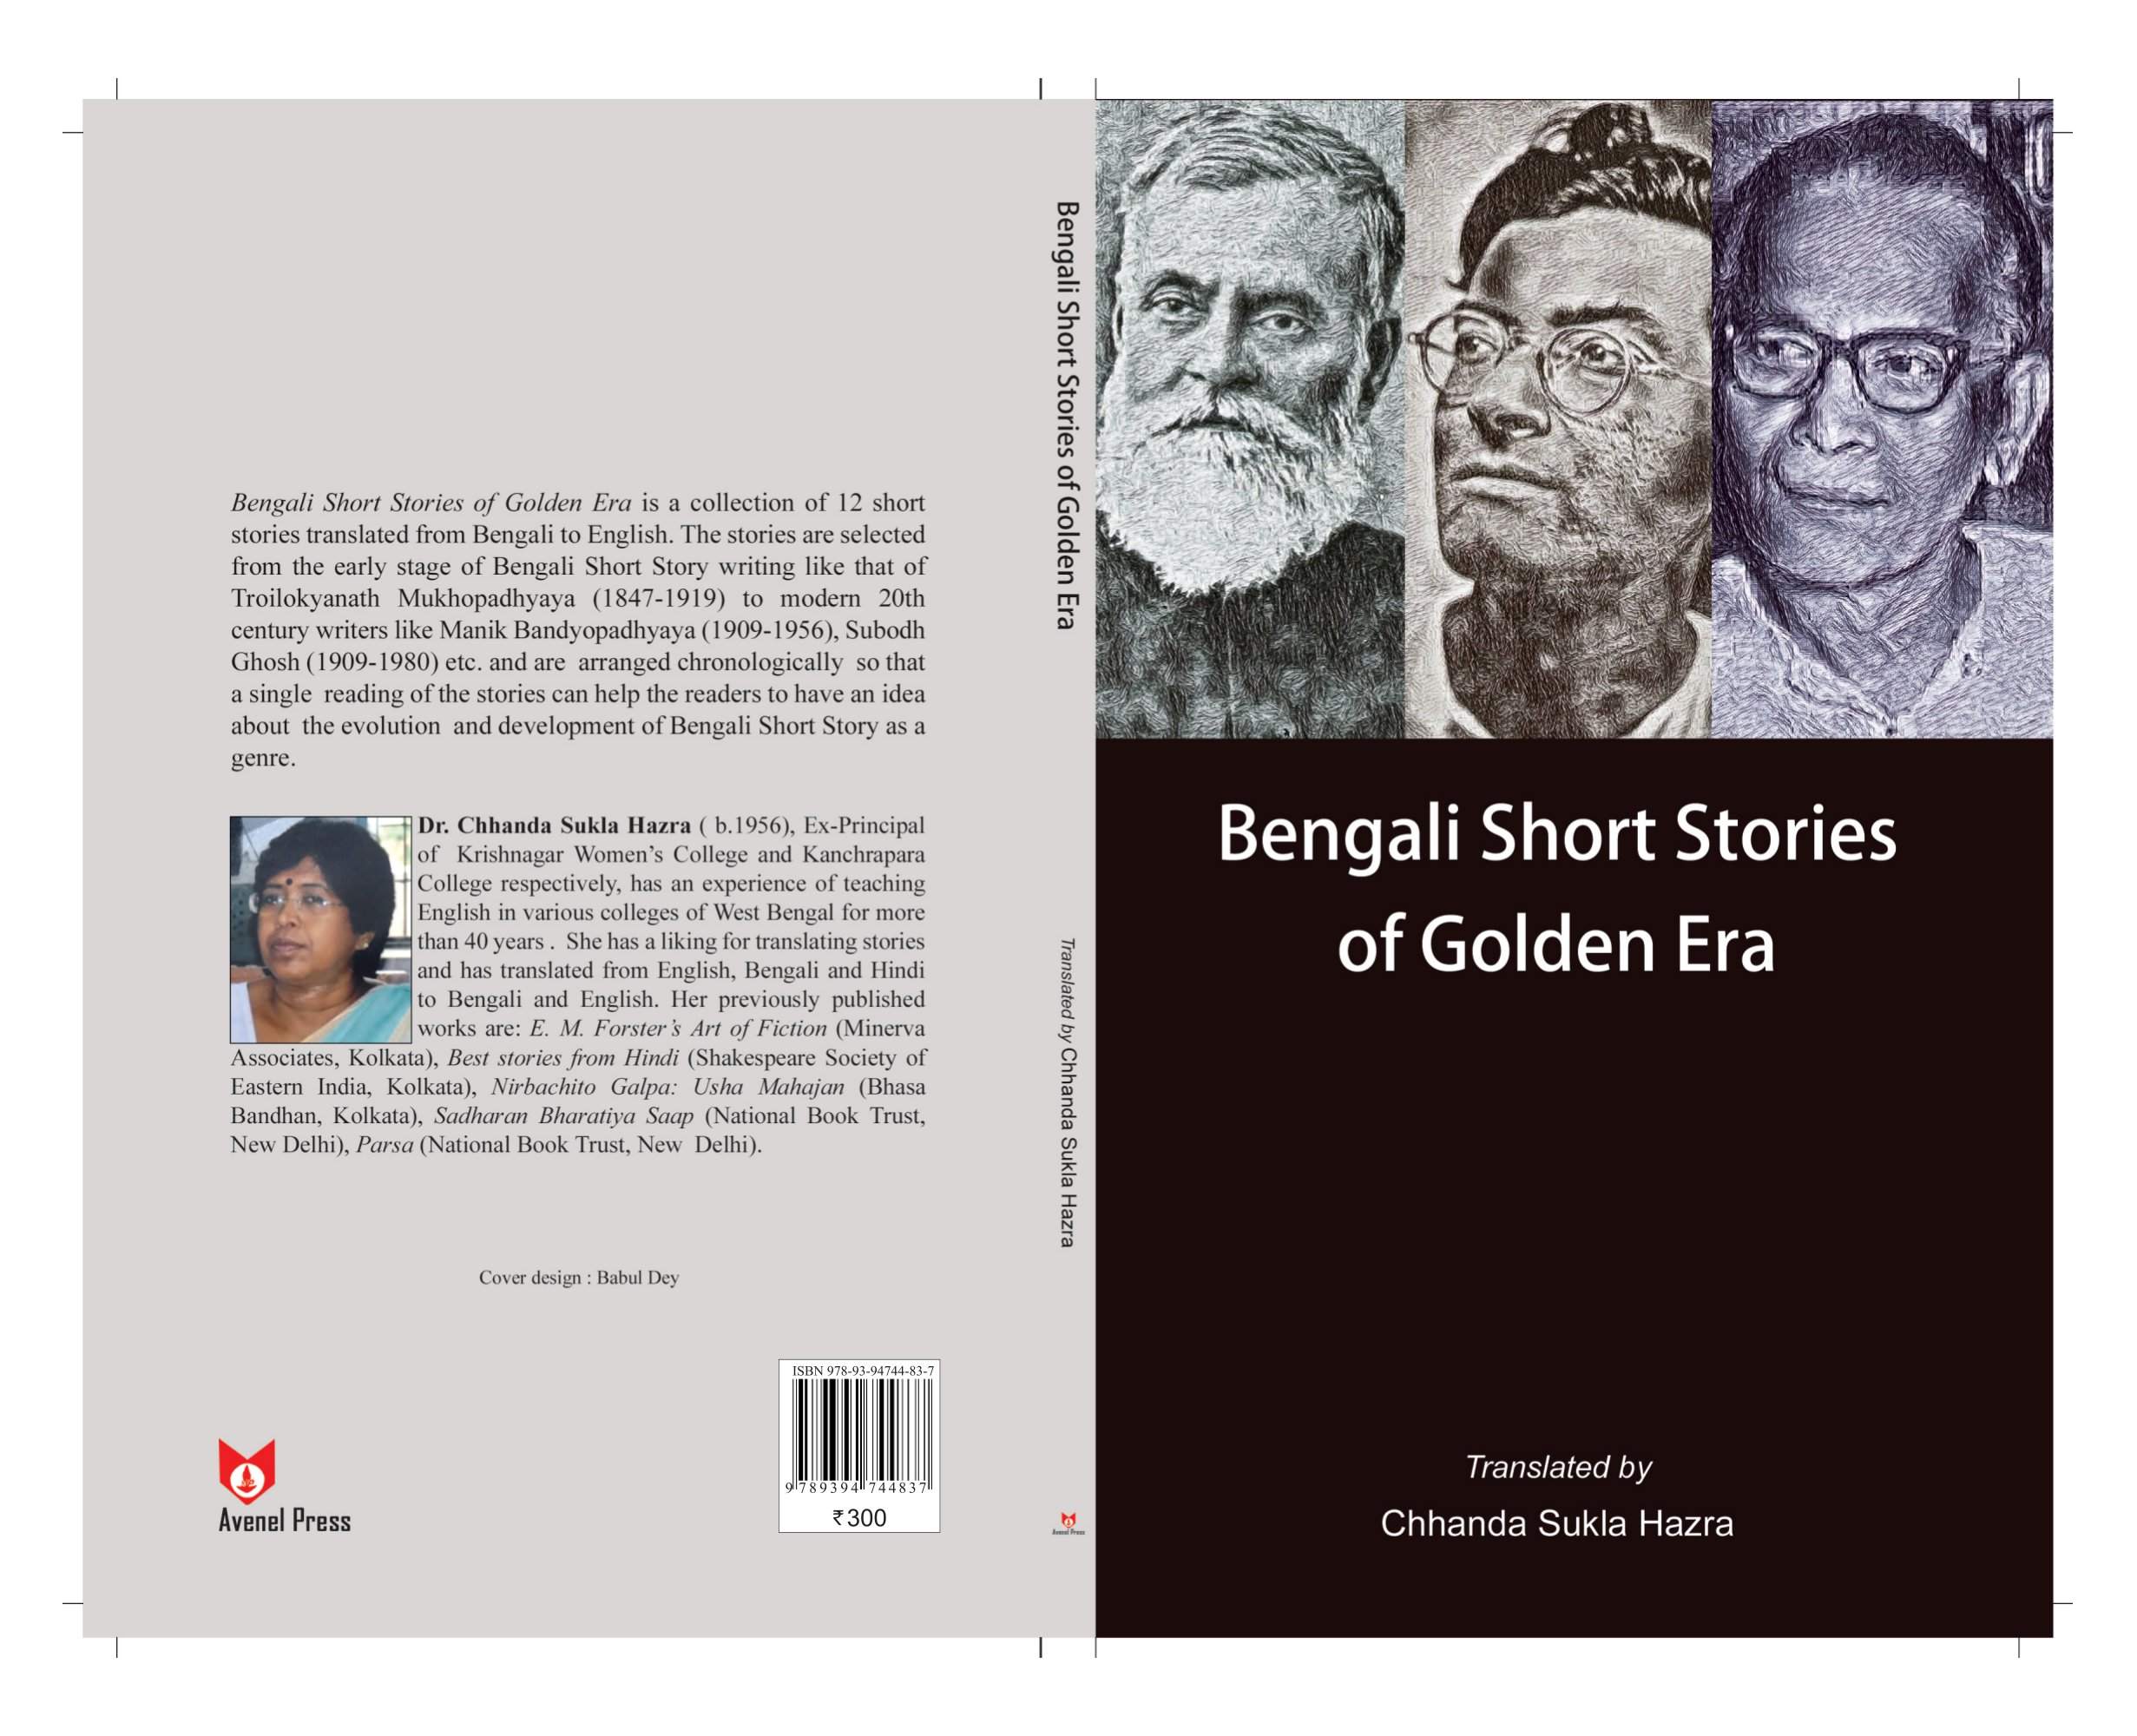 Bengali Short Stories of Golden Era is a collection of 12 short
stories translated from Bengali to English. The stories are selected
from the early stage of Bengali Short Story writing like that of
Troilokyanath Mukhopadhyaya (1847-1919) to modern 20th
century writers like Manik Bandyopadhyaya (1909-1956), Subodh
Ghosh (1909-1980) etc. and are arranged chronologically so that
a single reading of the stories can help the readers to have an idea
about the evolution and development of Bengali Short Story as a
genre.
Dr. Chhanda Sukla Hazra ( b.1956), Ex-Principal
of Krishnagar Women’s College and Kanchrapara
College respectively, has an experience of teaching
English in various colleges of West Bengal for more
than 40 years . She has a liking for translating stories
and has translated from English, Bengali and Hindi
to Bengali and English. Her previously published
works are: E. M. Forster’s Art of Fiction (Minerva
Associates, Kolkata), Best stories from Hindi (Shakespeare Society of
Eastern India, Kolkata), Nirbachito Galpa: Usha Mahajan (Bhasa
Bandhan, Kolkata), Sadharan Bharatiya Saap (National Book Trust,
New Delhi), Parsa (National Book Trust, New Delhi).
Cover design : Babul Dey
ISBN 978-93-94744-83-7
9 789394 744837
₹300
Avenel Press
Bengali Short Stories of Golden Era
Translated by Chhanda Sukla Hazra
Avenel Press
Bengali Short Stories
of Golden Era
Translated by
Chhanda Sukla Hazra